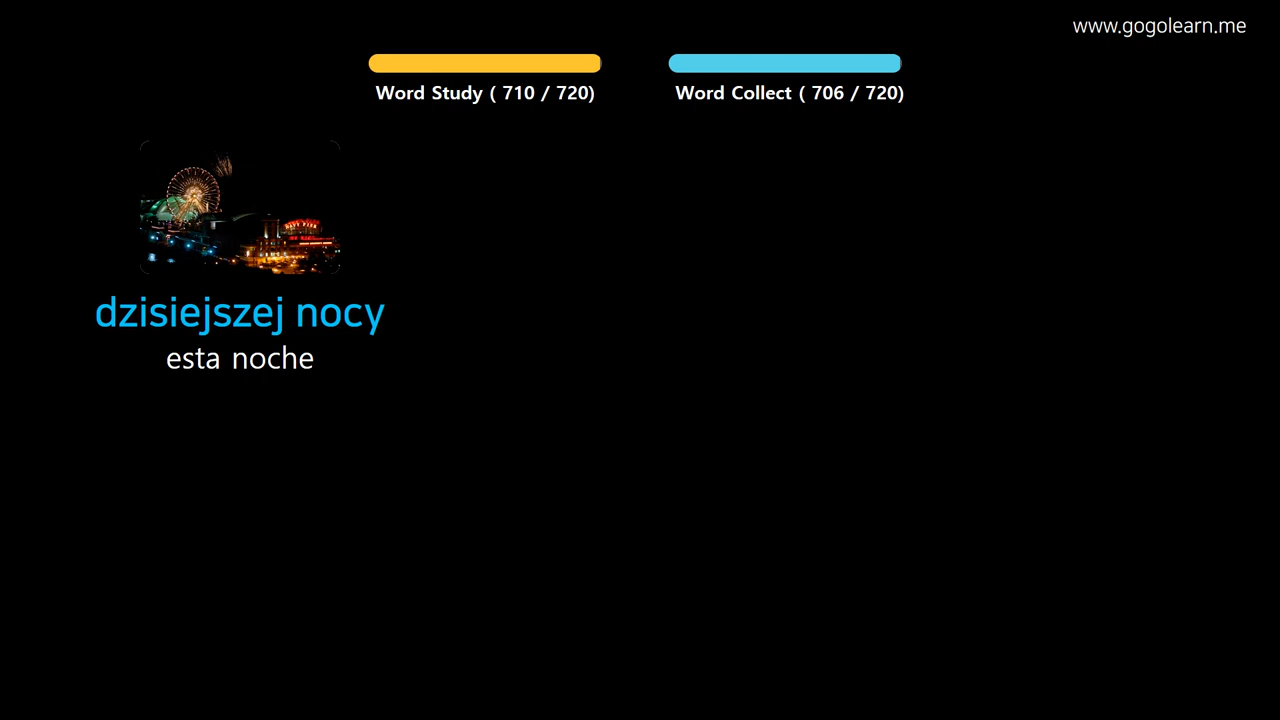 www.gogolearn.me
Word Study ( 710 / 720)
Word Collect ( 706 / 720)
dzisiejszej nocy
esta noche